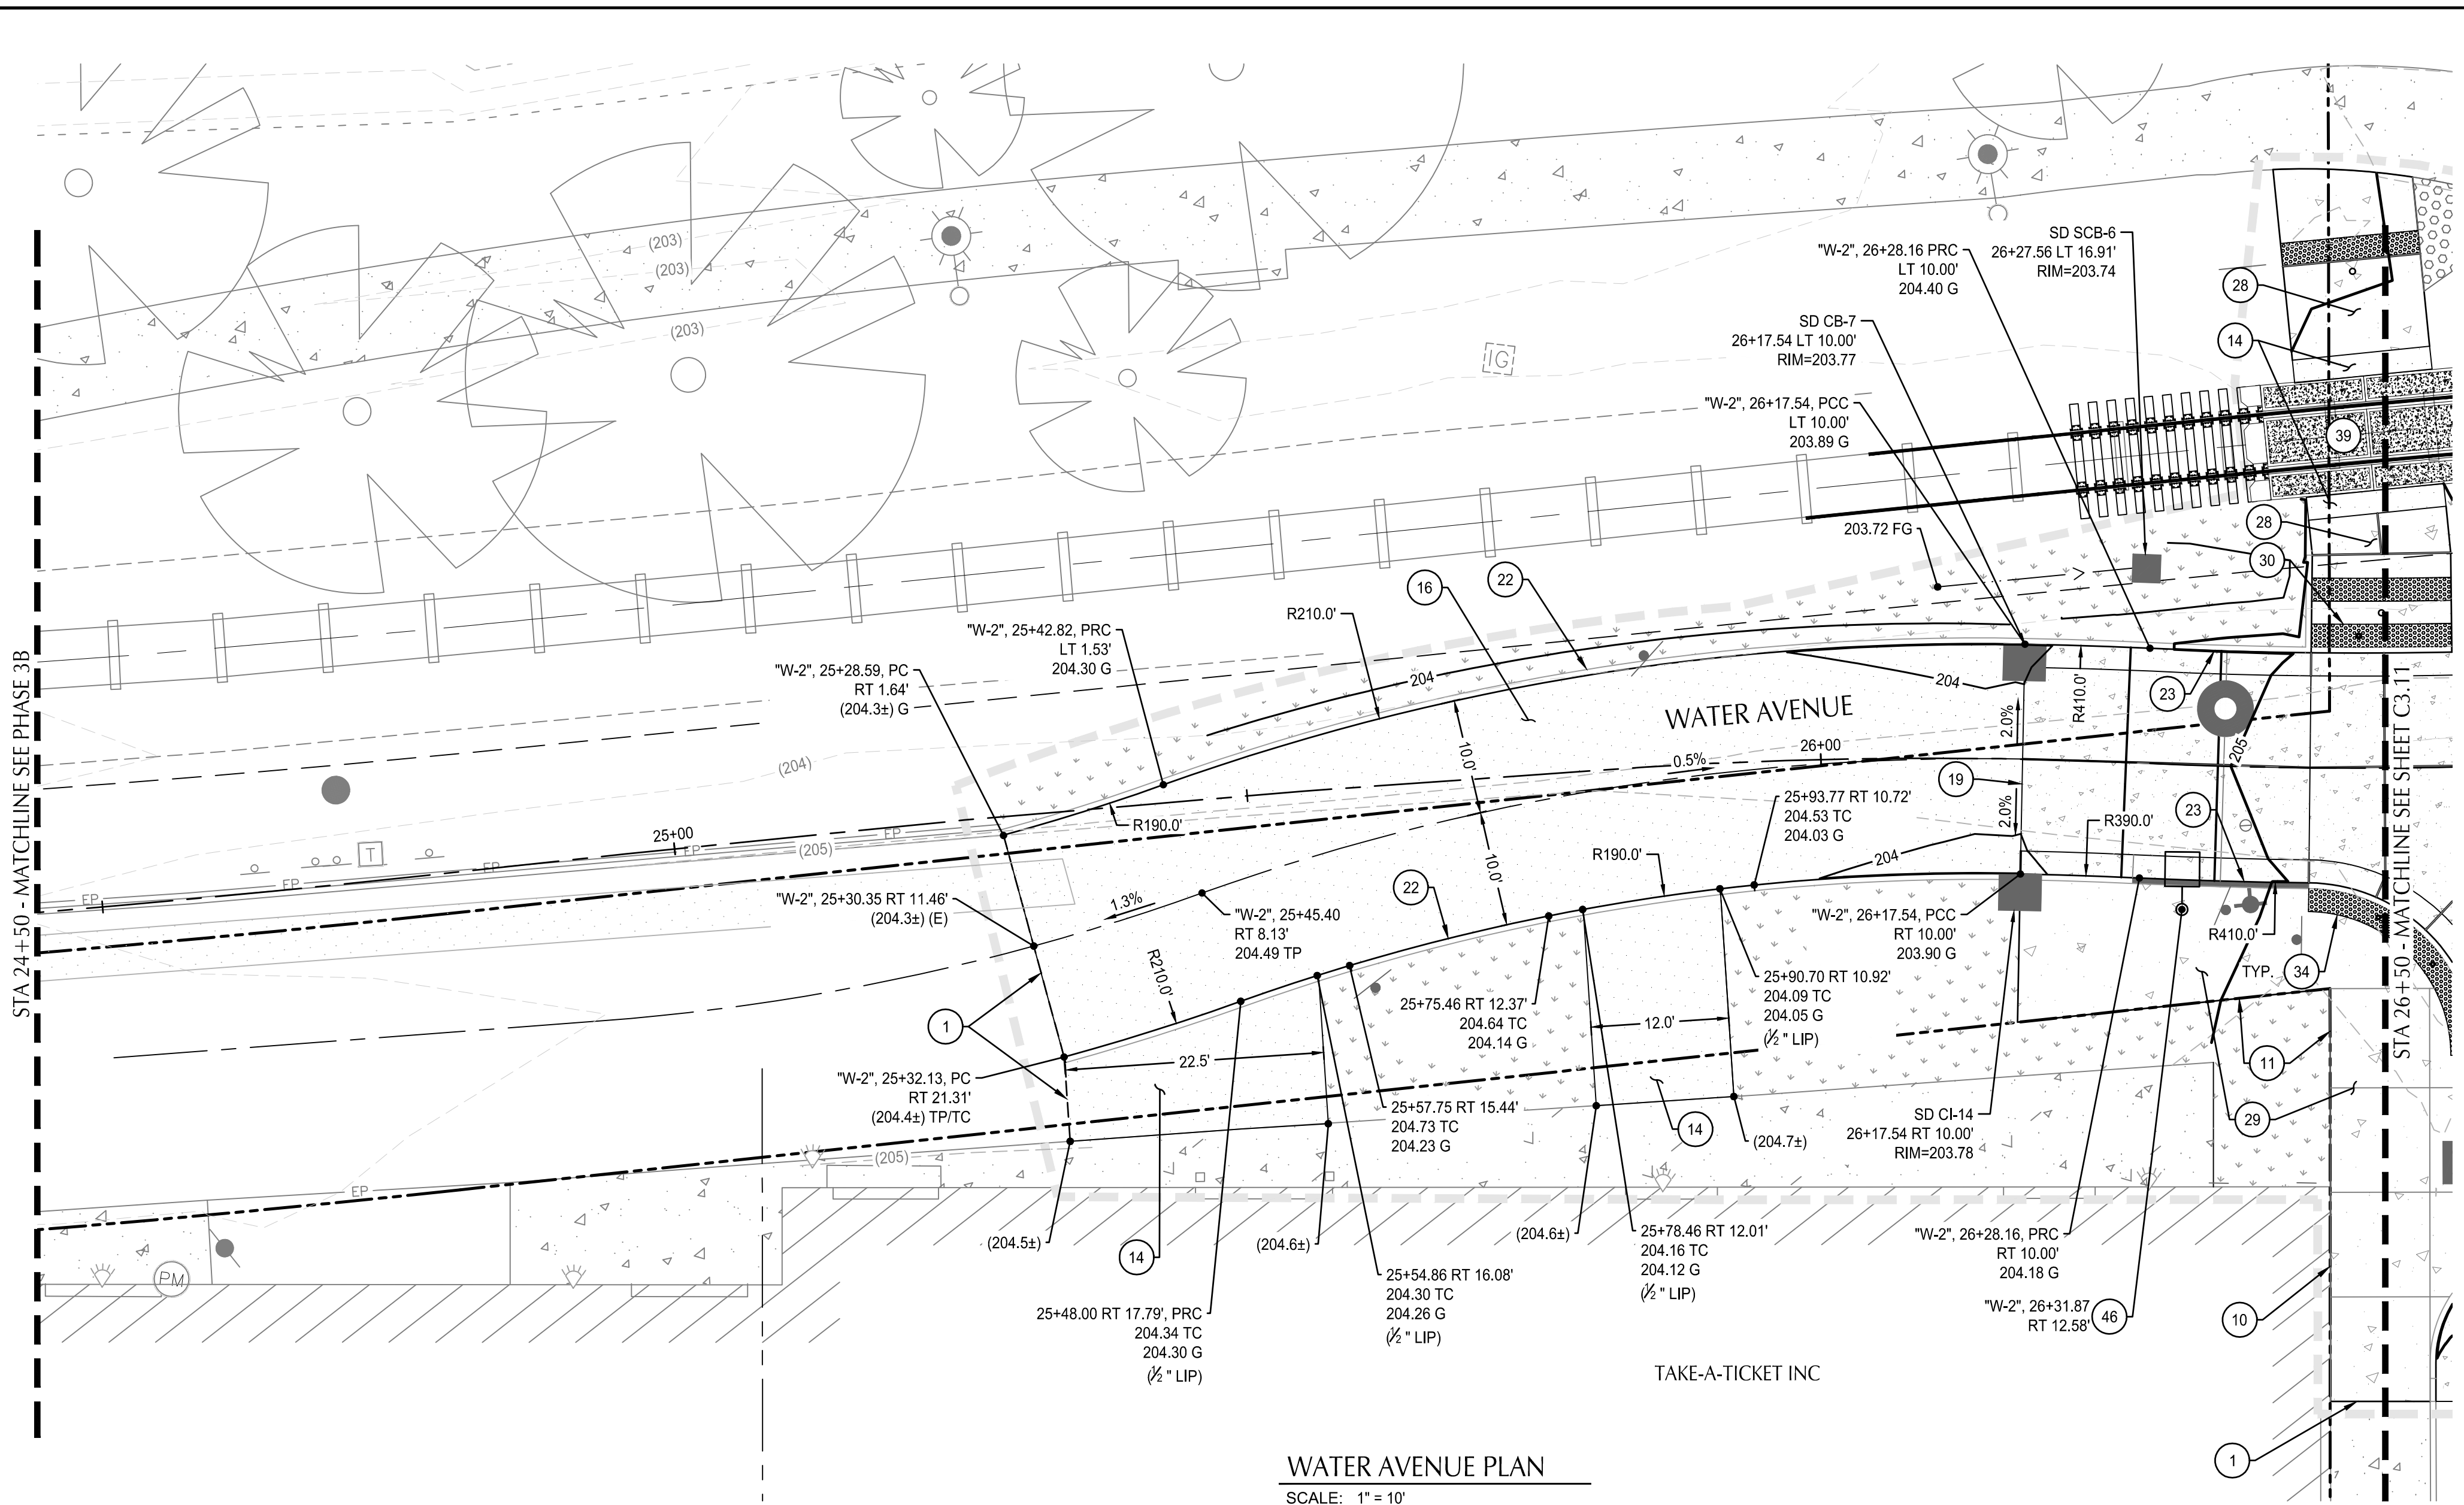 STA 24+50 - MATCHLINE SEE PHASE 3B
(203)
(203)
(203)
IG
"W-2", 26+28.16 PRC
LT 10.00'
204.40 G
SD SCB-6
26+27.56 LT 16.91'
RIM=203.74
SD CB-7
26+17.54 LT 10.00'
RIM=203.77
"W-2", 26+17.54, PCC
LT 10.00'
203.89 G
203.72 FG
28
14
39
28
30
16
22
R210.0'
"W-2", 25+42.82, PRC
LT 1.53'
204.30 G
"W-2", 25+28.59, PC
RT 1.64'
(204.3±) G
204
WATER AVENUE
204
R410.0'
23
205
2.0%
26+00
0.5%
10.0'
(204)
25+00
T
EP
EP
EP
EP
EP
(205)
R190.0'
19
2.0%
25+93.77 RT 10.72'
204.53 TC
204.03 G
R390.0'
23
204
R190.0'
10.0'
22
"W-2", 25+30.35 RT 11.46'
(204.3±) (E)
1.3%
"W-2", 25+45.40
RT 8.13'
204.49 TP
R210.0'
"W-2", 26+17.54, PCC
RT 10.00'
203.90 G
R410.0'
TYP.
34
25+90.70 RT 10.92'
204.09 TC
204.05 G
(½ " LIP)
25+75.46 RT 12.37'
204.64 TC
204.14 G
12.0'
1
22.5'
"W-2", 25+32.13, PC
RT 21.31'
(204.4±) TP/TC
11
25+57.75 RT 15.44'
204.73 TC
204.23 G
14
(204.7±)
SD CI-14
26+17.54 RT 10.00'
RIM=203.78
29
(205)
EP
PM
(204.5±)
14
(204.6±)
(204.6±)
25+78.46 RT 12.01'
204.16 TC
204.12 G
(½ " LIP)
"W-2", 26+28.16, PRC
RT 10.00'
204.18 G
25+54.86 RT 16.08'
204.30 TC
204.26 G
(½ " LIP)
25+48.00 RT 17.79', PRC
204.34 TC
204.30 G
(½ " LIP)
"W-2", 26+31.87
RT 12.58'
46
10
1
TAKE-A-TICKET INC
STA 26+50 - MATCHLINE SEE SHEET C3.11
WATER AVENUE PLAN
SCALE: 1" = 10'